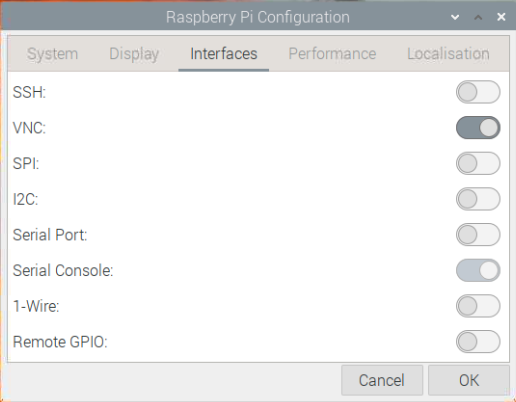 Raspberry Pi Configuration
System Display Interfaces Performance Localisation
SSH:
VNC:
SPI:
I2C:
Serial Port:
Serial Console:
1-Wire:
Remote GPIO:
Cancel OK